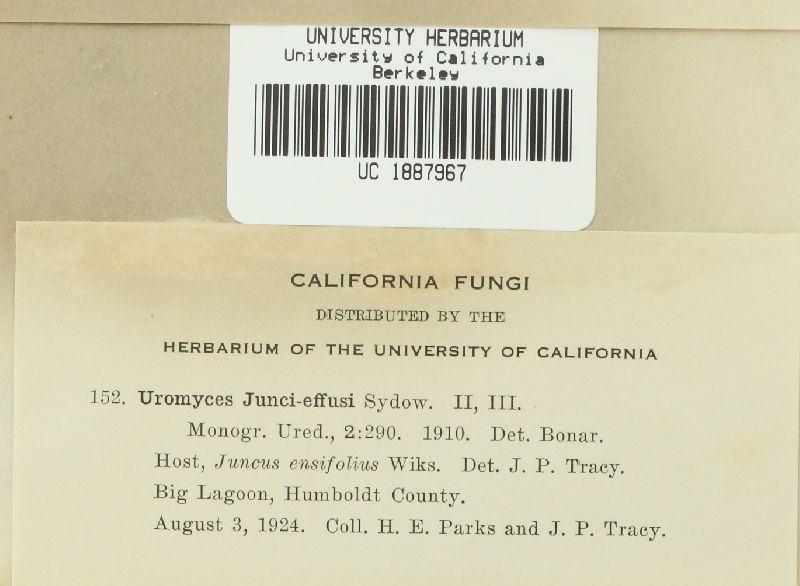 UNIVERSITY HERBARIUM
University of California
Berkeley
UC 1887967
CALIFORNIA FUNGI
DISTRIBUTED BY THE
HERBARIUM OF THE UNIVERSITY OF CALIFORNIA
152. Uromyces Junci-effusi Sydow. II, III.
Monogr. Ured., 2:290. 1910. Det. Bonar.
Host, Juncus ensifolius Wiks. Det. J. P. Tracy.
Big Lagoon, Humboldt County.
August 3, 1924. Coll. H. E. Parks and J. P. Tracy.